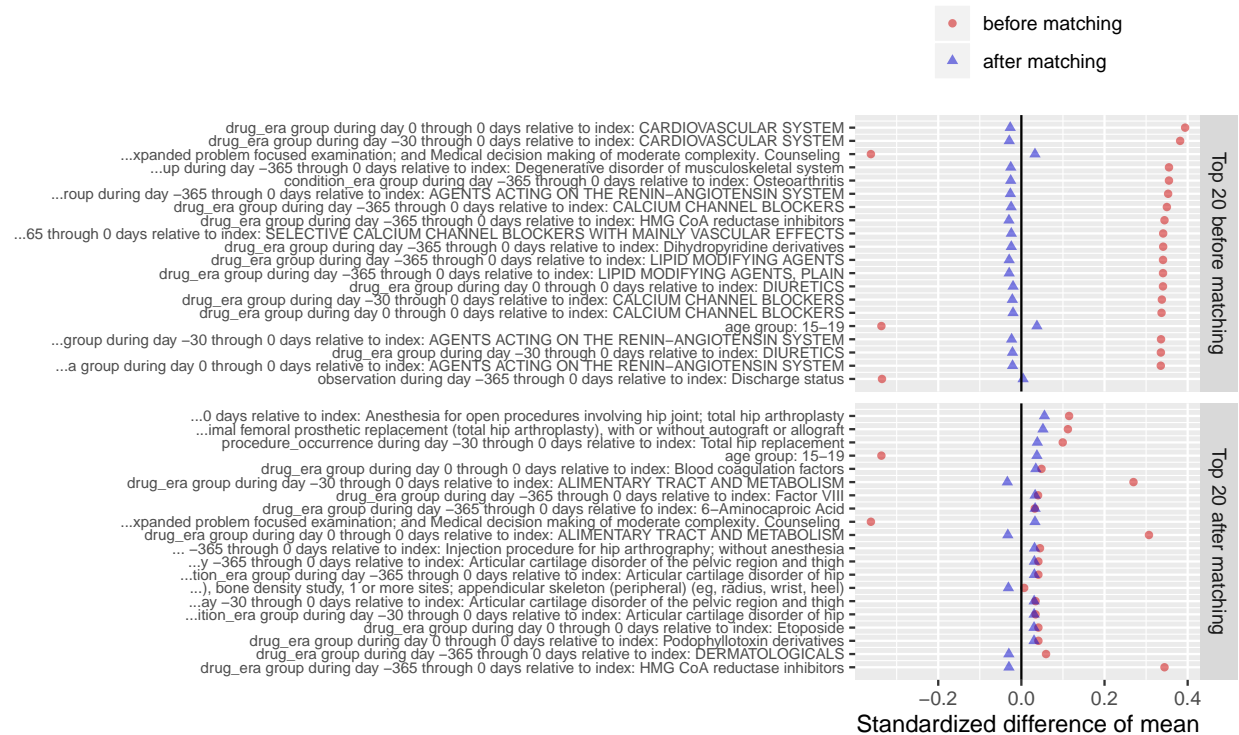 before matching
after matching
drug_era group during day 0 through 0 days relative to index: CARDIOVASCULAR SYSTEM
drug_era group during day −30 through 0 days relative to index: CARDIOVASCULAR SYSTEM
...xpanded problem focused examination; and Medical decision making of moderate complexity. Counseling
...up during day −365 through 0 days relative to index: Degenerative disorder of musculoskeletal system
condition_era group during day −365 through 0 days relative to index: Osteoarthritis
...roup during day −365 through 0 days relative to index: AGENTS ACTING ON THE RENIN−ANGIOTENSIN SYSTEM
drug_era group during day −365 through 0 days relative to index: CALCIUM CHANNEL BLOCKERS
drug_era group during day −365 through 0 days relative to index: HMG CoA reductase inhibitors
...65 through 0 days relative to index: SELECTIVE CALCIUM CHANNEL BLOCKERS WITH MAINLY VASCULAR EFFECTS
drug_era group during day −365 through 0 days relative to index: Dihydropyridine derivatives
drug_era group during day −365 through 0 days relative to index: LIPID MODIFYING AGENTS
drug_era group during day −365 through 0 days relative to index: LIPID MODIFYING AGENTS, PLAIN
drug_era group during day 0 through 0 days relative to index: DIURETICS
drug_era group during day −30 through 0 days relative to index: CALCIUM CHANNEL BLOCKERS
drug_era group during day 0 through 0 days relative to index: CALCIUM CHANNEL BLOCKERS
age group: 15−19
...group during day −30 through 0 days relative to index: AGENTS ACTING ON THE RENIN−ANGIOTENSIN SYSTEM
drug_era group during day −30 through 0 days relative to index: DIURETICS
...a group during day 0 through 0 days relative to index: AGENTS ACTING ON THE RENIN−ANGIOTENSIN SYSTEM
observation during day −365 through 0 days relative to index: Discharge status
Top 20 before matching
...0 days relative to index: Anesthesia for open procedures involving hip joint; total hip arthroplasty
...imal femoral prosthetic replacement (total hip arthroplasty), with or without autograft or allograft
procedure_occurrence during day −30 through 0 days relative to index: Total hip replacement
age group: 15−19
drug_era group during day 0 through 0 days relative to index: Blood coagulation factors
drug_era group during day −30 through 0 days relative to index: ALIMENTARY TRACT AND METABOLISM
drug_era group during day −365 through 0 days relative to index: Factor VIII
drug_era group during day −365 through 0 days relative to index: 6−Aminocaproic Acid
...xpanded problem focused examination; and Medical decision making of moderate complexity. Counseling
drug_era group during day 0 through 0 days relative to index: ALIMENTARY TRACT AND METABOLISM
... −365 through 0 days relative to index: Injection procedure for hip arthrography; without anesthesia
...y −365 through 0 days relative to index: Articular cartilage disorder of the pelvic region and thigh
...tion_era group during day −365 through 0 days relative to index: Articular cartilage disorder of hip
...), bone density study, 1 or more sites; appendicular skeleton (peripheral) (eg, radius, wrist, heel)
...ay −30 through 0 days relative to index: Articular cartilage disorder of the pelvic region and thigh
...ition_era group during day −30 through 0 days relative to index: Articular cartilage disorder of hip
drug_era group during day 0 through 0 days relative to index: Etoposide
drug_era group during day 0 through 0 days relative to index: Podophyllotoxin derivatives
drug_era group during day −365 through 0 days relative to index: DERMATOLOGICALS
drug_era group during day −365 through 0 days relative to index: HMG CoA reductase inhibitors
Top 20 after matching
−0.2 0.0 0.2 0.4
Standardized difference of mean